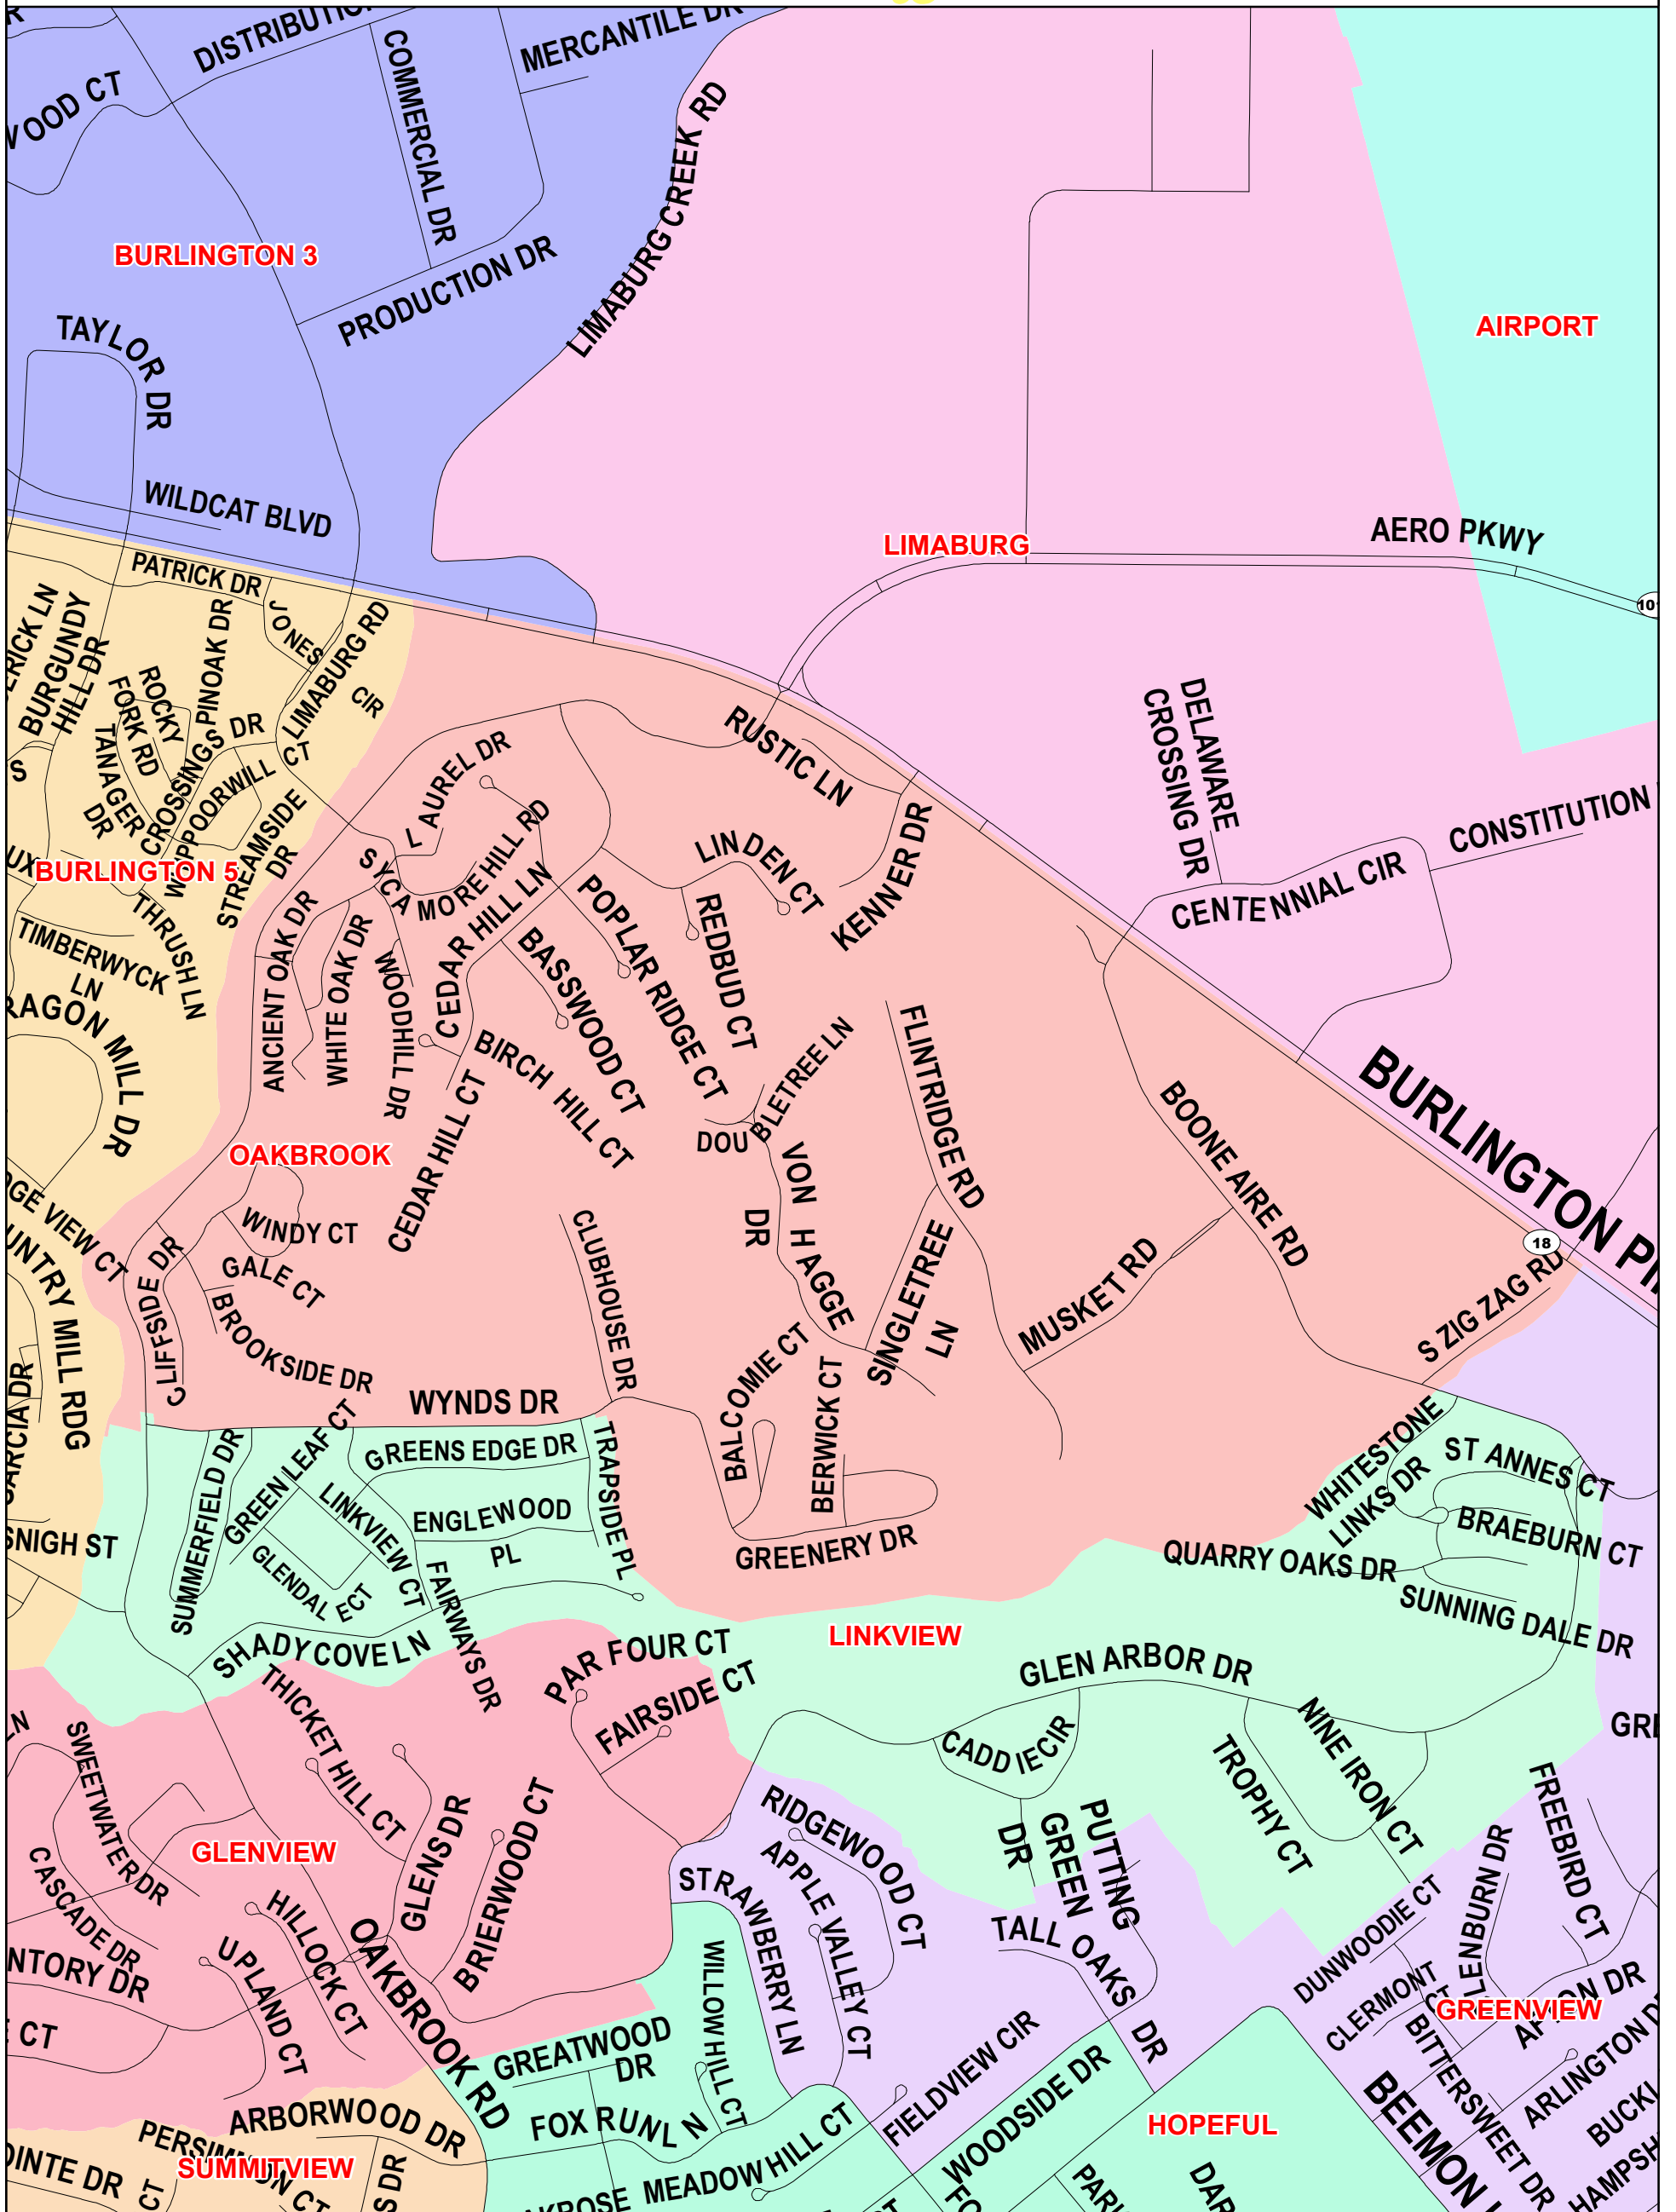 MERCANTILE DR
COMMERCIAL DR
LIMABURG CREEK RD
BURLINGTON 3
PRODUCTION DR
AIRPORT
TAYLOR DR
WILDCAT BLVD
AERO PKWY
LIMABURG
PATRICK DR
JONES
CIR
LIMABURG RD
PINOAK DR
BURGUNDY
HILL DR
ROCKY
FORK RD
TANAGER
DR
CROSSINGS DR
WHIPPOORWILL CT
STREAMSIDE
DR
BURLINGTON 5
THRUSH LN
TIMBERWYCK
LN
RUSTIC LN
LAUREL DR
SYCAMORE HILL RD
LINDEN CT
KENNER DR
DELAWARE
CROSSING DR
CONSTITUTION
CENTENNIAL CIR
CEDAR HILL LN
POPLAR RIDGE CT
REDBUD CT
BASSWOOD CT
ANCIENT OAK DR
WHITE OAK DR
WOODHILL DR
BIRCH HILL CT
CEDAR HILL CT
DOUBLETREE LN
FLINTRIDGE RD
BOONE AIRE RD
BURLINGTON PI
18
OAKBROOK
WINDY CT
GALE CT
CLIFFSIDE DR
BROOKSIDE DR
CLUBHOUSE DR
VON HAGGE
DR
SINGLETREE
LN
MUSKET RD
S ZIG ZAG RD
MILL RDG
WYNDS DR
BALCOMIE CT
BERWICK CT
GREENERY DR
SUMMERFIELD DR
GREEN LEAF CT
GREENS EDGE DR
TRAPSIDE PL
LINKVIEW CT
ENGLEWOOD
PL
GLENDALE CT
FAIRWAYS DR
SHADY COVE LN
WHITESTONE
LINKS DR
ST ANNES CT
BRAEBURN CT
QUARRY OAKS DR
SUNNING DALE DR
LINKVIEW
GLEN ARBOR DR
PAR FOUR CT
FAIRSIDE CT
THICKET HILL CT
SWEETWATER DR
CASCADE DR
GLENVIEW
GLENS DR
BRIERWOOD CT
HILLOCK CT
UPLAND CT
OAKBROOK RD
CADDIE CIR
TROPHY CT
NINE IRON CT
PUTTING
GREEN
DR
RIDGEWOOD CT
APPLE VALLEY CT
STRAWBERRY LN
WILLOW HILL CT
TALL OAKS DR
FREEBIRD CT
DUNWOODIE CT
CLERMONT
CT
GREENVIEW
BITTERSWEET DR
BEEMON
GREATWOOD
DR
FOX RUN LN
FIELDVIEW CIR
WOODSIDE DR
HOPEFUL
MEADOW HILL CT
ARBORWOOD DR
PERSIMMON CT
SUMMITVIEW